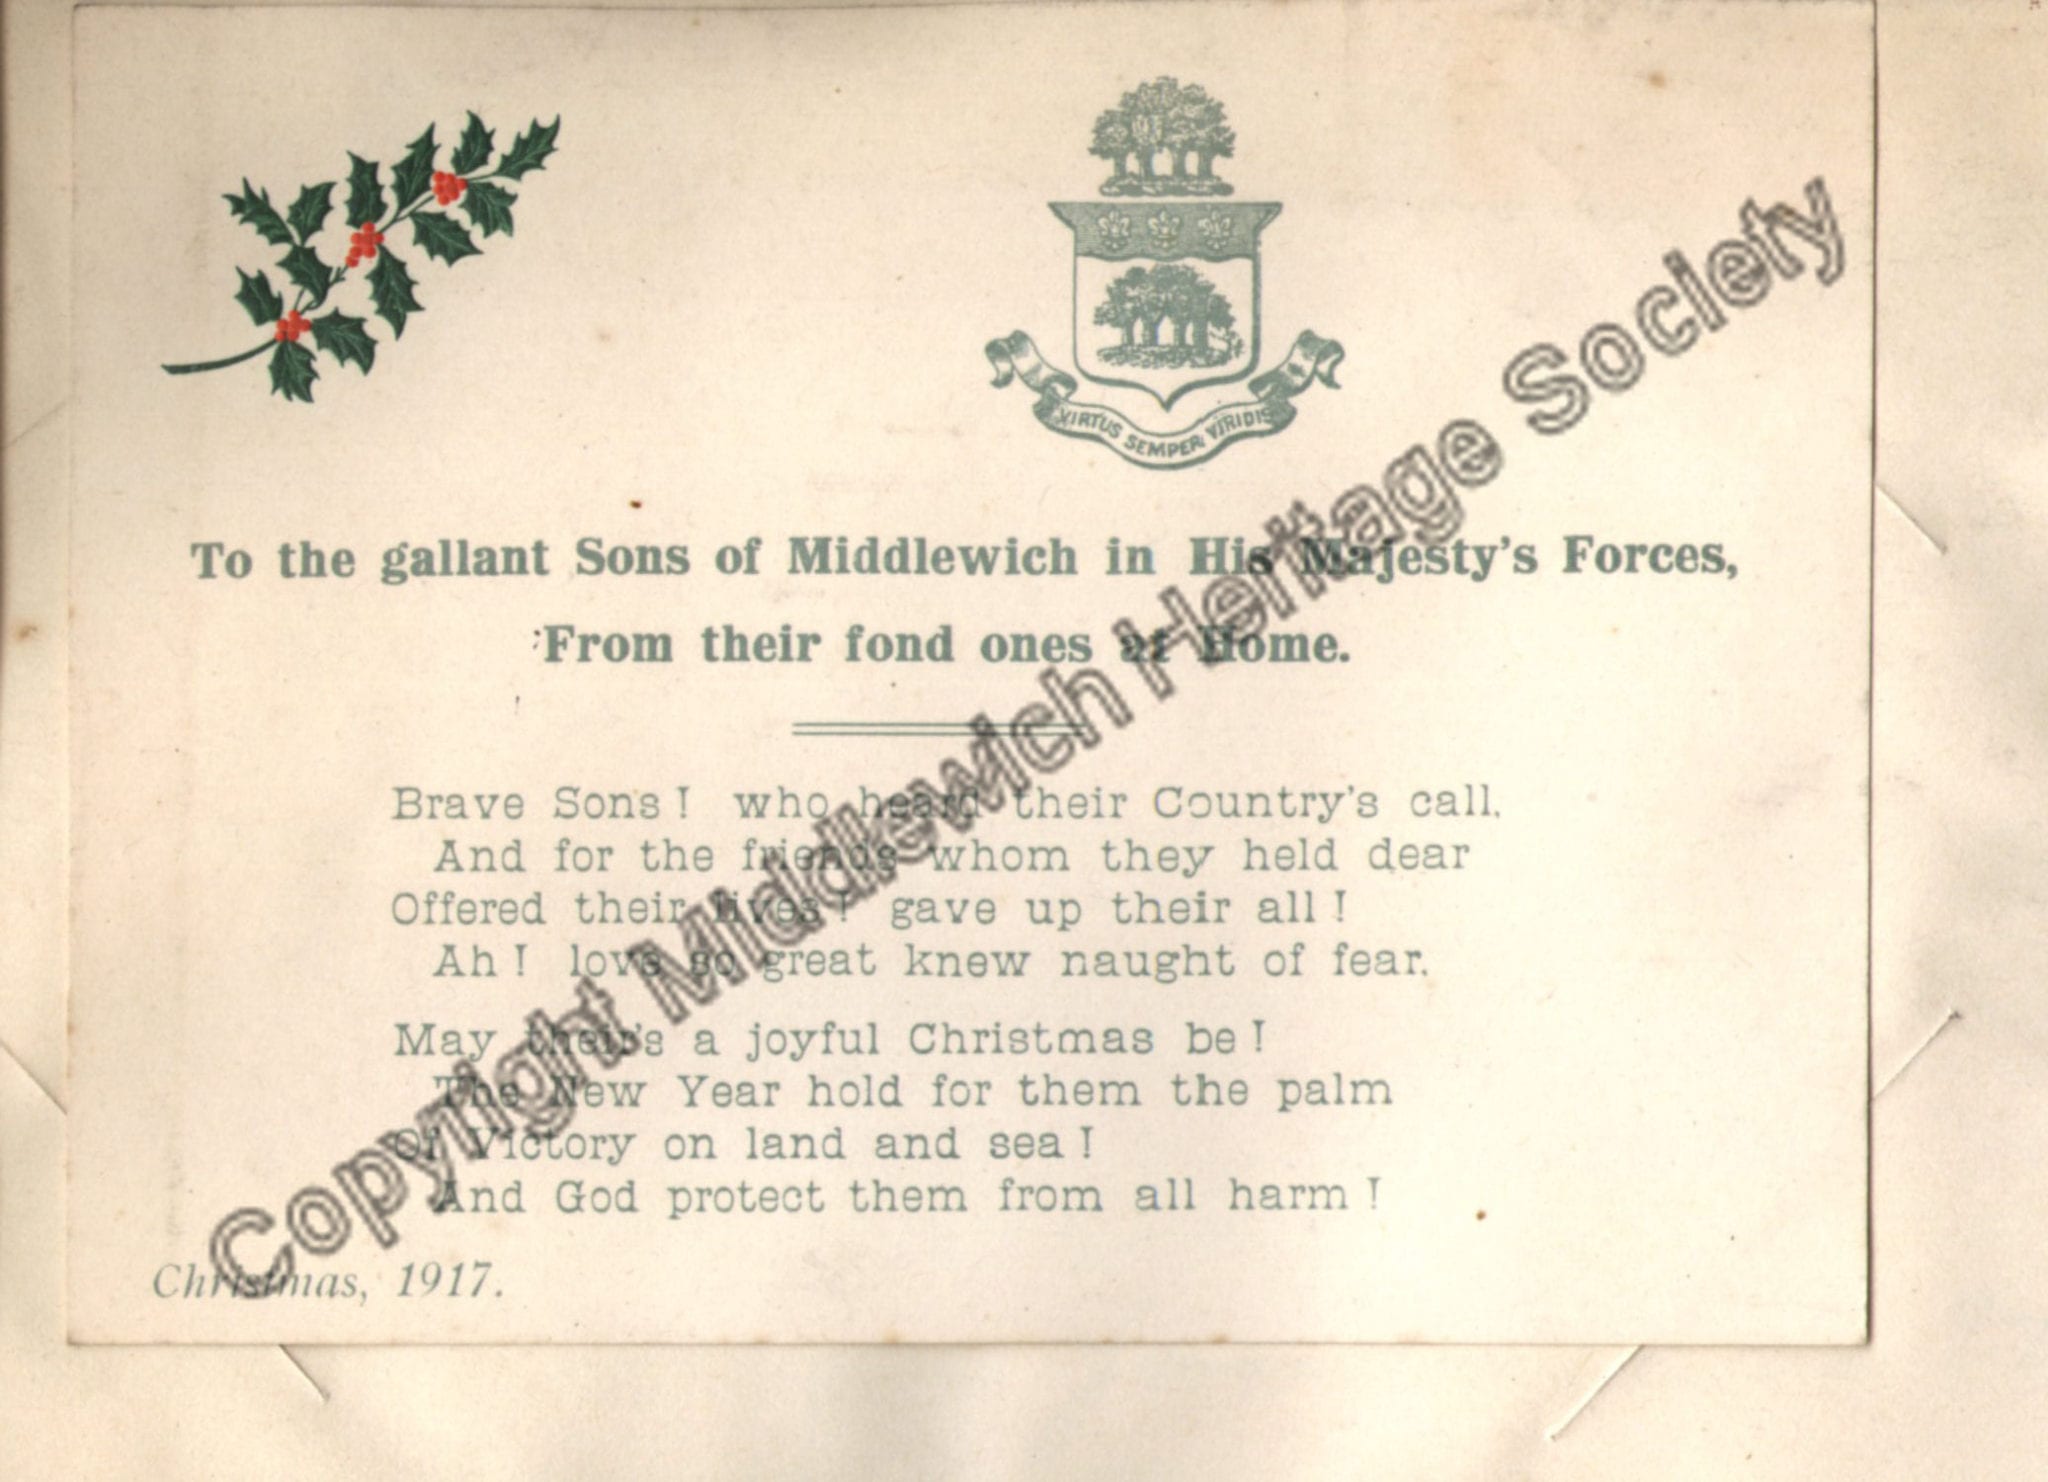 VIRTUS SEMPER VIRIDIS
To the gallant Sons of Middlewich in His Majesty's Forces,
From their fond ones at Home.
Brave Sons! who heard their Country's call,
And for the friends whom they held dear
Offered their lives! gave up their all!
Ah! love so great knew naught of fear.
May their's a joyful Christmas be!
The New Year hold for them the palm
Of Victory on land and sea!
And God protect them from all harm!
Christmas, 1917.
Copyright Middlewich Heritage Society